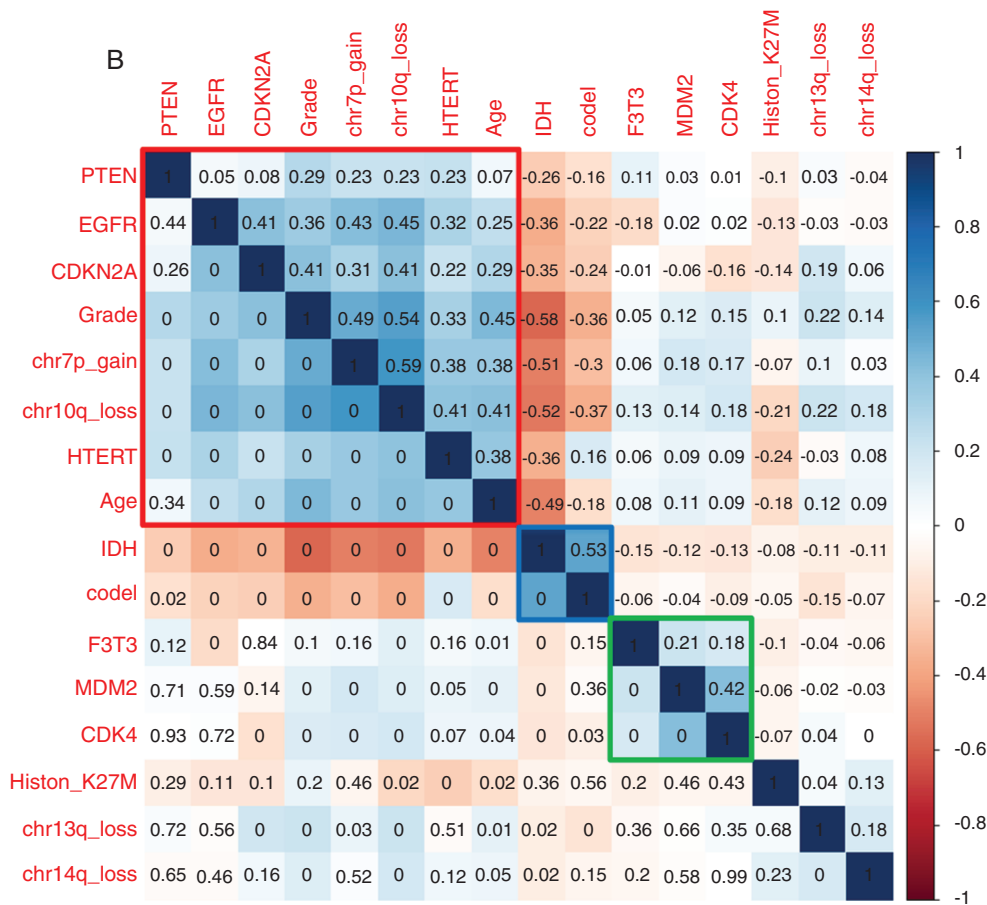 B
PTEN EGFR CDKN2A Grade chr7p_gain chr10q_loss HTERT Age IDH codel F3T3 MDM2 CDK4 Histon_K27M chr13q_loss chr14q_loss
PTEN 1 0.05 0.08 0.29 0.23 0.23 0.23 0.07 -0.26 -0.16 0.11 0.03 0.01 -0.1 0.03 -0.04
EGFR 0.44 1 0.41 0.36 0.43 0.45 0.32 0.25 -0.36 -0.22 -0.18 0.02 0.02 -0.13 -0.03 -0.03
CDKN2A 0.26 0 1 0.41 0.31 0.41 0.22 0.29 -0.35 -0.24 -0.01 -0.06 -0.16 -0.14 0.19 0.06
Grade 0 0 0 1 0.49 0.54 0.33 0.45 -0.58 -0.36 0.05 0.12 0.15 0.1 0.22 0.14
chr7p_gain 0 0 0 0 1 0.59 0.38 0.38 -0.51 -0.3 0.06 0.18 0.17 -0.07 0.1 0.03
chr10q_loss 0 0 0 0 0 1 0.41 0.41 -0.52 -0.37 0.13 0.14 0.18 -0.21 0.22 0.18
HTERT 0 0 0 0 0 0 1 0.38 -0.36 0.16 0.06 0.09 0.09 -0.24 -0.03 0.08
Age 0.34 0 0 0 0 0 0 1 -0.49 -0.18 0.08 0.11 0.09 -0.18 0.12 0.09
IDH 0 0 0 0 0 0 0 0 1 0.53 -0.15 -0.12 -0.13 -0.08 -0.11 -0.11
codel 0.02 0 0 0 0 0 0 0 0 1 -0.06 -0.04 -0.09 -0.05 -0.15 -0.07
F3T3 0.12 0 0.84 0.1 0.16 0 0.16 0.01 0 0.15 1 0.21 0.18 -0.1 -0.04 -0.06
MDM2 0.71 0.59 0.14 0 0 0 0.05 0 0 0.36 0 1 0.42 -0.06 -0.02 -0.03
CDK4 0.93 0.72 0 0 0 0 0.07 0.04 0 0.03 0 0 1 -0.07 0.04 0
Histon_K27M 0.29 0.11 0.1 0.2 0.46 0.02 0 0.02 0.36 0.56 0.2 0.46 0.43 1 0.04 0.13
chr13q_loss 0.72 0.56 0 0 0.03 0 0.51 0.01 0.02 0 0.36 0.66 0.35 0.68 1 0.18
chr14q_loss 0.65 0.46 0.16 0 0.52 0 0.12 0.05 0.02 0.15 0.2 0.58 0.99 0.23 0 1
1
0.8
0.6
0.4
0.2
0
-0.2
-0.4
-0.6
-0.8
-1